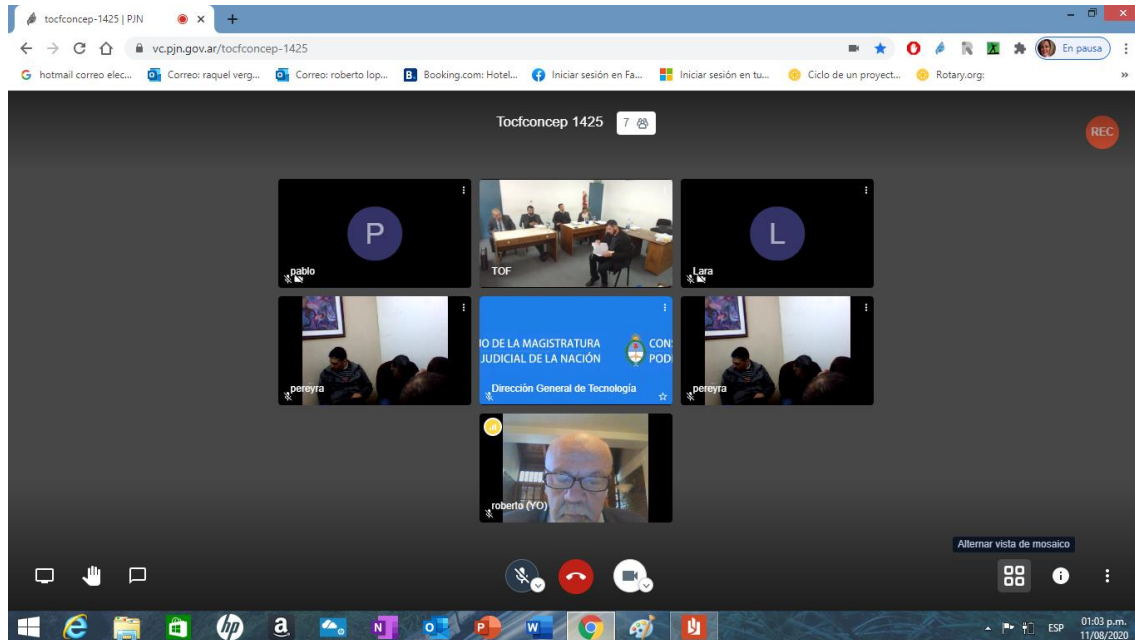 tocfconcep-1425 | PJN
vc.pjn.gov.ar/tocfconcep-1425
En pausa
hotmail correo elec...
Correo: raquel verg...
Correo: roberto lop...
Booking.com: Hotel...
Iniciar sesión en Fa...
Iniciar sesión en tu...
Ciclo de un proyect...
Rotary.org:
»
Tocfconcep 1425
7
REC
P
pablo
TOF
L
Lara
pereyra
IO DE LA MAGISTRATURA
JUDICIAL DE LA NACIÓN
CON
POD
Dirección General de Tecnología
pereyra
roberto (YO)
Alternar vista de mosaico
ESP
01:03 p.m.
11/08/2020